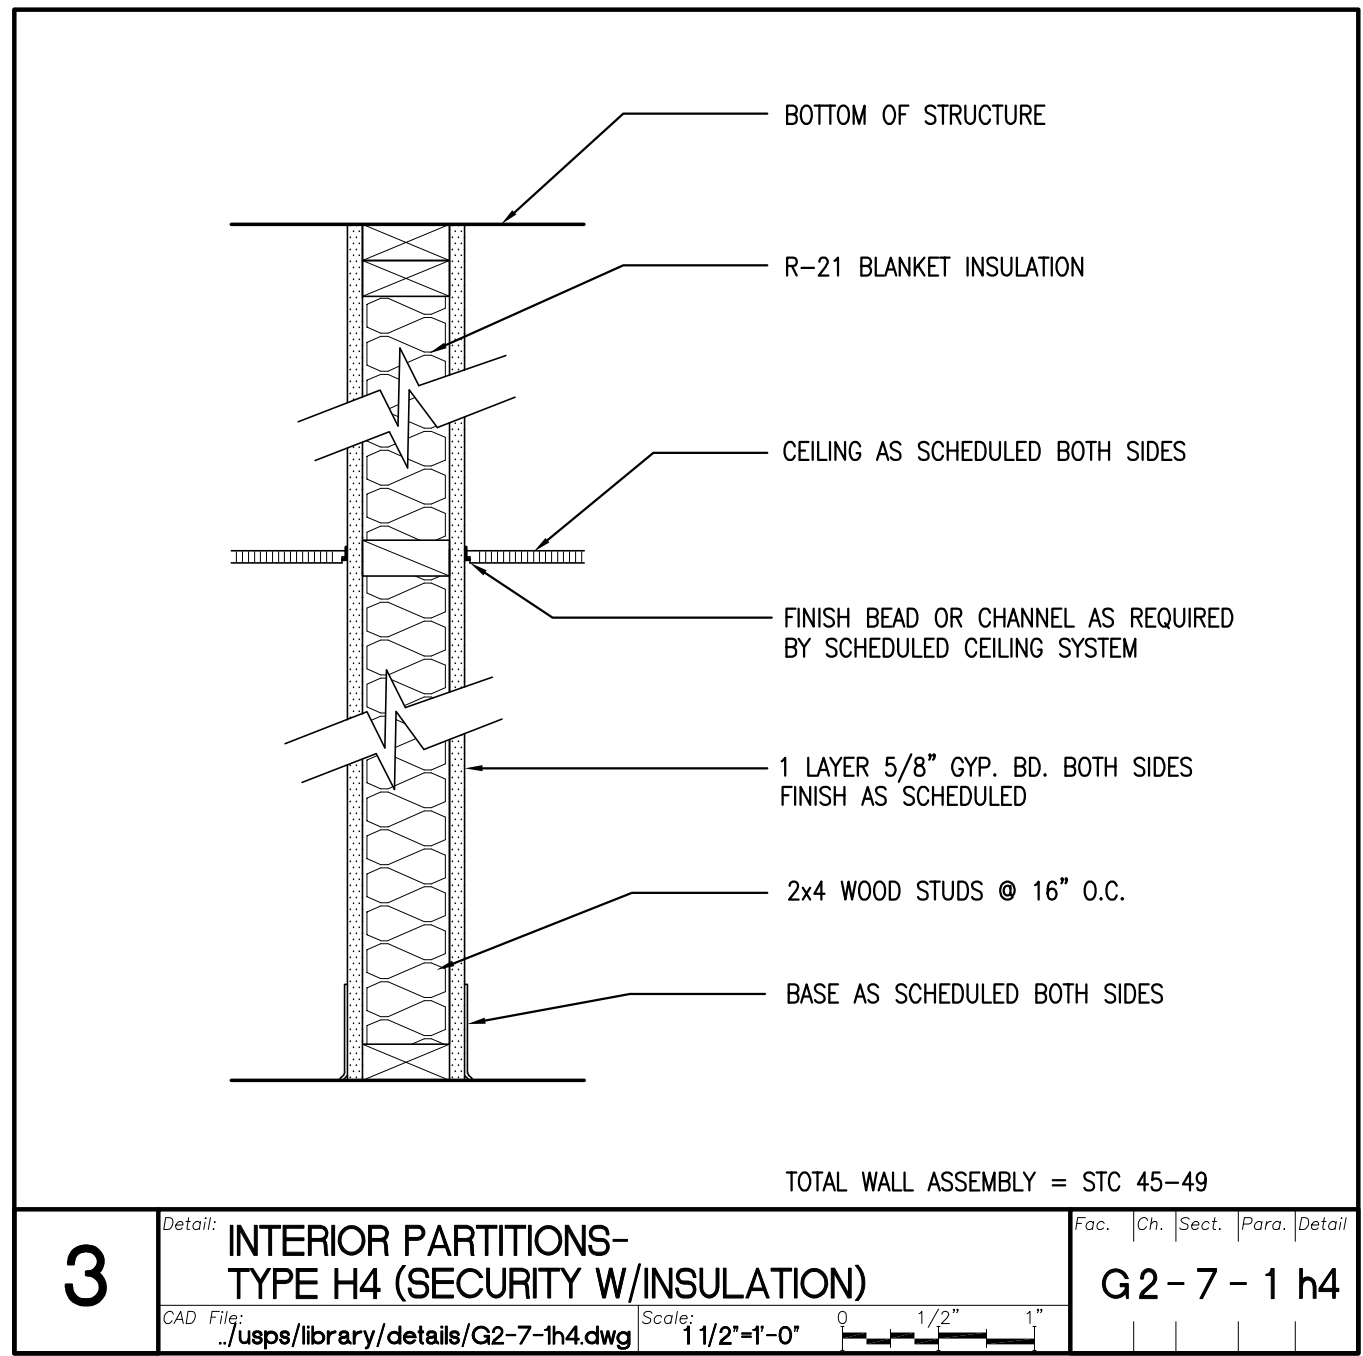 BOTTOM OF STRUCTURE
R-21 BLANKET INSULATION
CEILING AS SCHEDULED BOTH SIDES
FINISH BEAD OR CHANNEL AS REQUIRED
BY SCHEDULED CEILING SYSTEM
1 LAYER 5/8" GYP. BD. BOTH SIDES
FINISH AS SCHEDULED
2x4 WOOD STUDS @ 16" O.C.
BASE AS SCHEDULED BOTH SIDES
TOTAL WALL ASSEMBLY = STC 45-49
3
Detail:
INTERIOR PARTITIONS-
TYPE H4 (SECURITY W/INSULATION)
CAD File:
../usps/library/details/G2-7-1h4.dwg
Scale:
1 1/2"=1'-0"
0 1/2" 1"
Fac. Ch. Sect. Para. Detail
G 2 - 7 - 1 h4